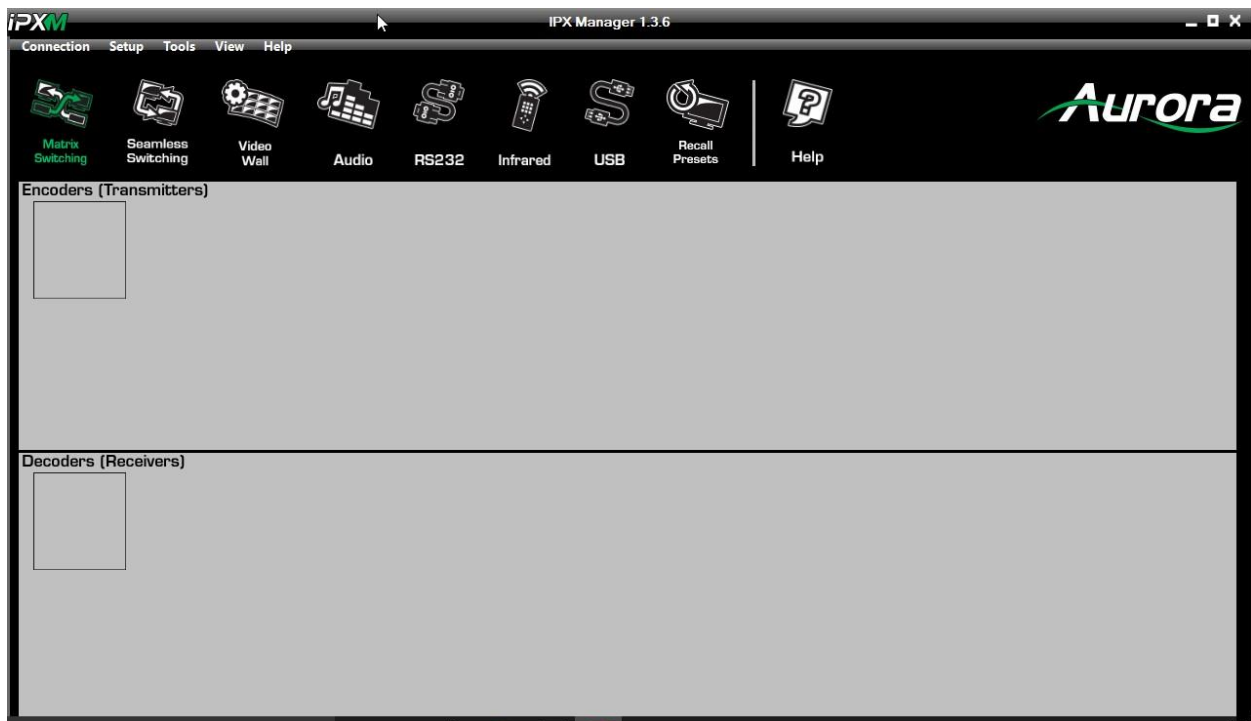 iPXM
IPX Manager 1.3.6
Connection Setup Tools View Help
Matrix
Switching
Seamless
Switching
Video
Wall
Audio
RS232
Infrared
USB
Recall
Presets
Help
Aurora
Encoders (Transmitters)
Decoders (Receivers)